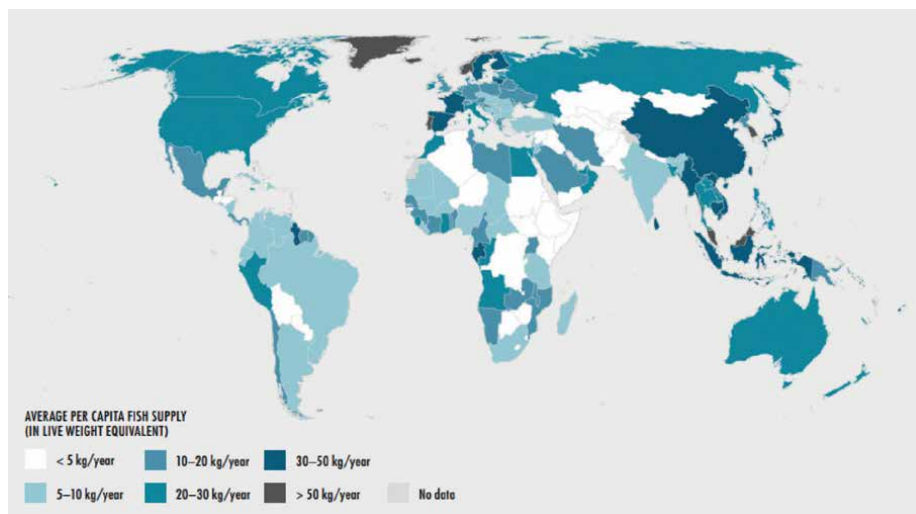 AVERAGE PER CAPITA FISH SUPPLY
(IN LIVE WEIGHT EQUIVALENT)
< 5 kg/year 10–20 kg/year 30–50 kg/year
5–10 kg/year 20–30 kg/year > 50 kg/year No data